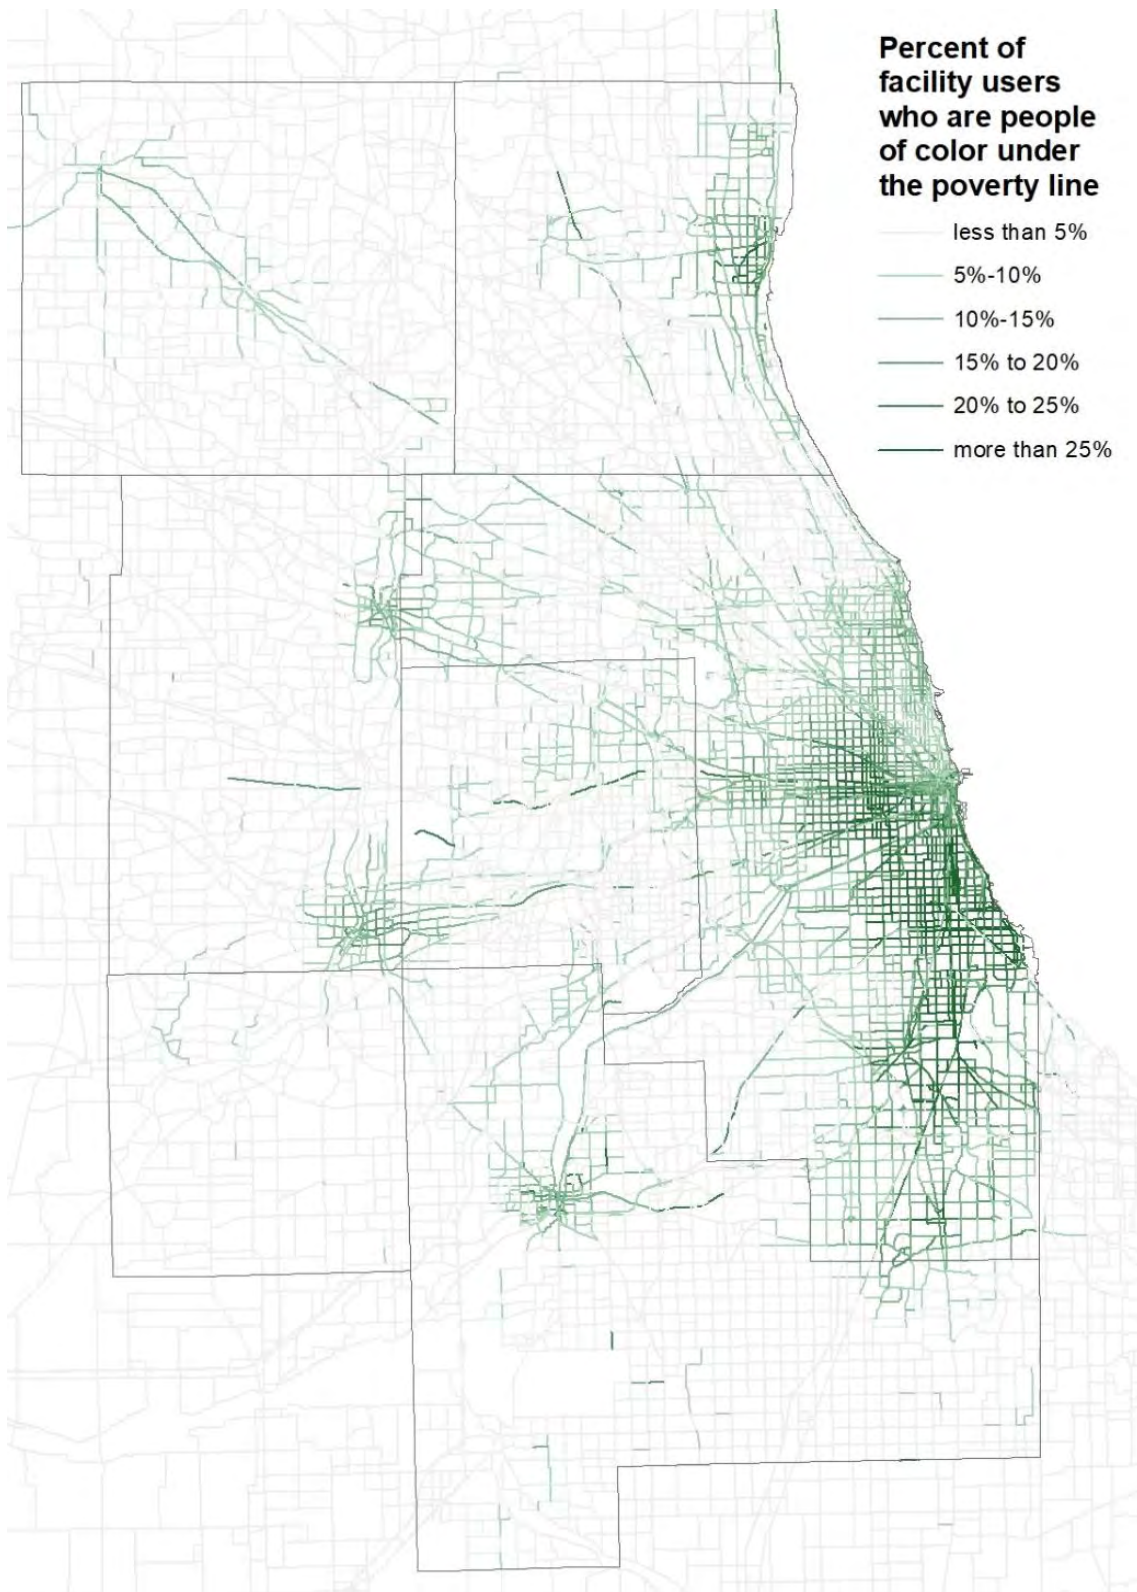 Percent of
facility users
who are people
of color under
the poverty line
less than 5%
5%-10%
10%-15%
15% to 20%
20% to 25%
more than 25%